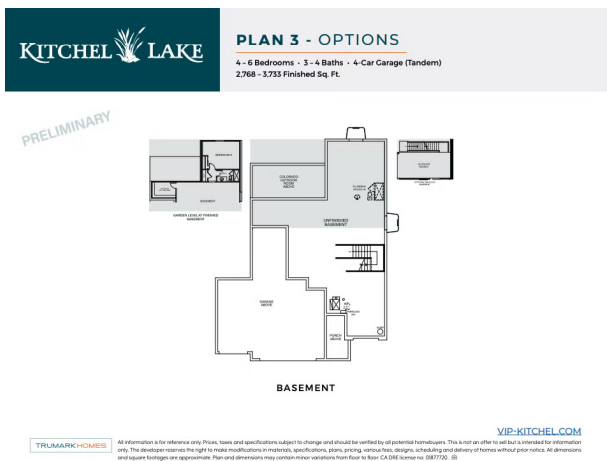 KITCHEL LAKE
PLAN 3 - OPTIONS
4 – 6 Bedrooms • 3 – 4 Baths • 4-Car Garage (Tandem)
2,768 – 3,733 Finished Sq. Ft.
PRELIMINARY
BASEMENT
GARDEN LEVEL AT FINISHED
BASEMENT
COLORADO
OUTDOOR
ROOM
ABOVE
UNFINISHED
BASEMENT
GARAGE
ABOVE
PORCH
ABOVE
BASEMENT
VIP-KITCHEL.COM
TRUMARK HOMES
All information is for reference only. Prices, taxes and specifications subject to change and should be verified by all potential homebuyers. This is not an offer to sell but is intended for information
only. The developer reserves the right to make modifications in materials, specifications, plans, pricing, various fees, designs, scheduling and delivery of homes without prior notice. All dimensions
and square footages are approximate. Plan and dimensions may contain minor variations from floor to floor. CA DRE license no. 01877720.